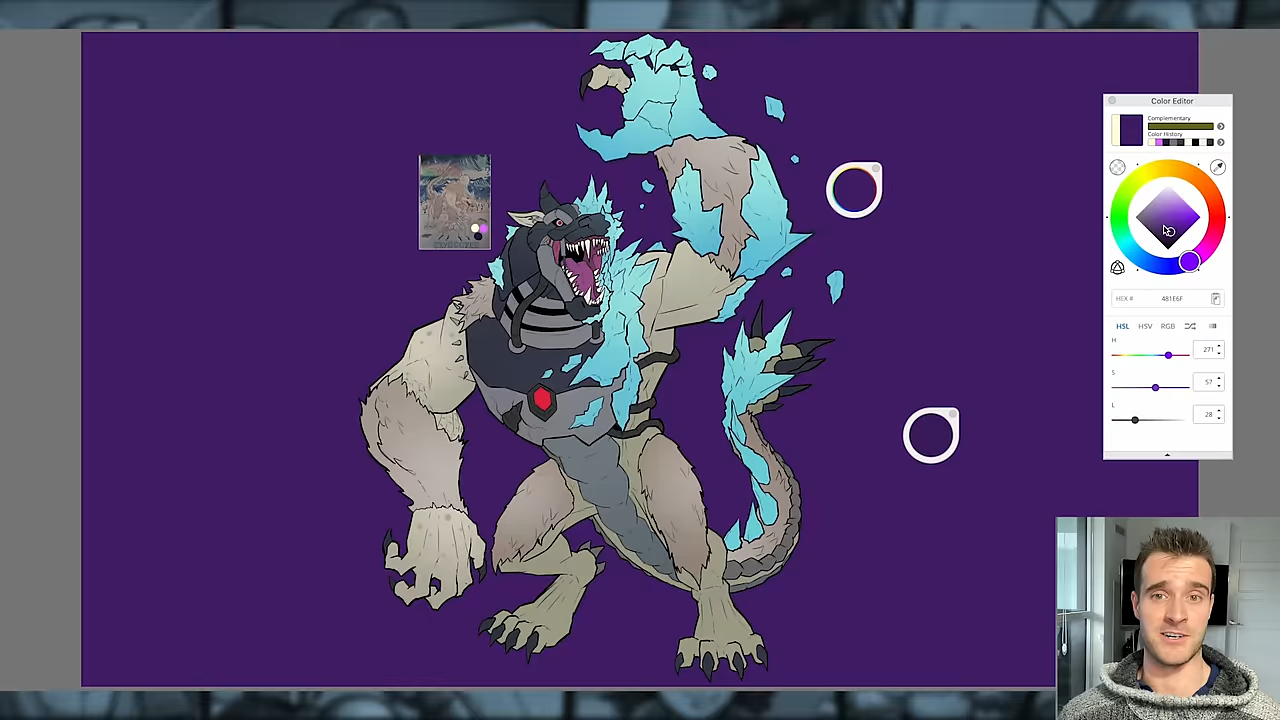 Color Editor
Complementary
Color History
HEX # 481E6F
HSL HSV RGB
H 271
S 57
L 28